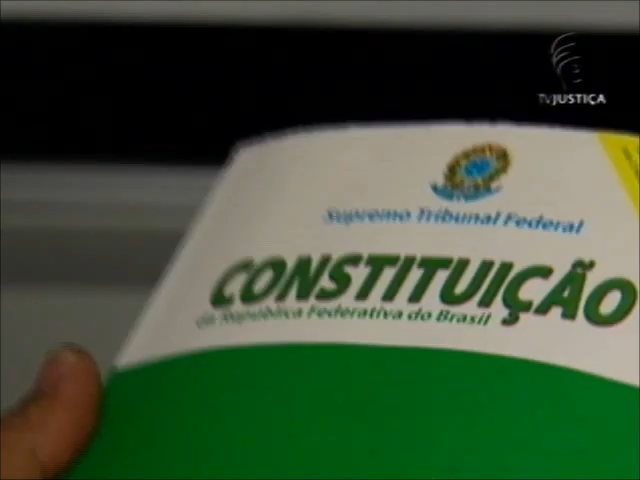 TVJUSTIÇA
Supremo Tribunal Federal
CONSTITUIÇÃO
da República Federativa do Brasil